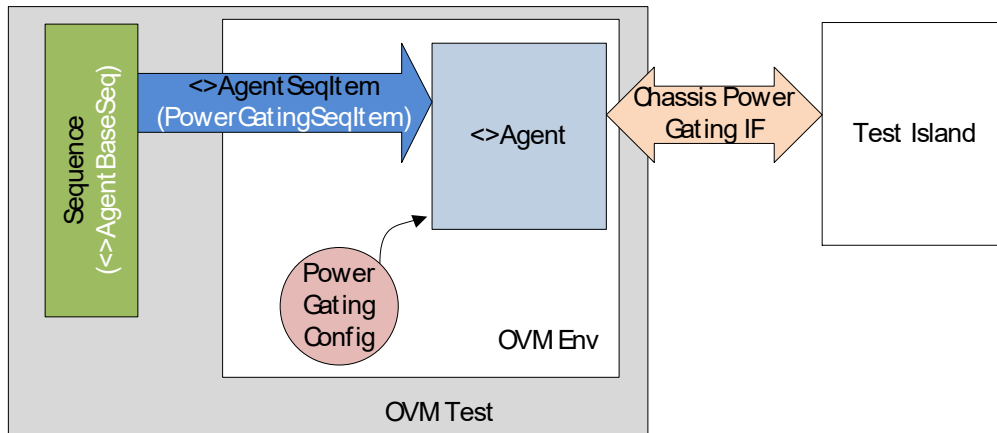 Sequence
(<>AgentBaseSeq)
<>AgentSeqItem
(PowerGatingSeqItem)
<>Agent
Chassis Power
Gating IF
Test Island
Power
Gating
Config
OVM Env
OVM Test